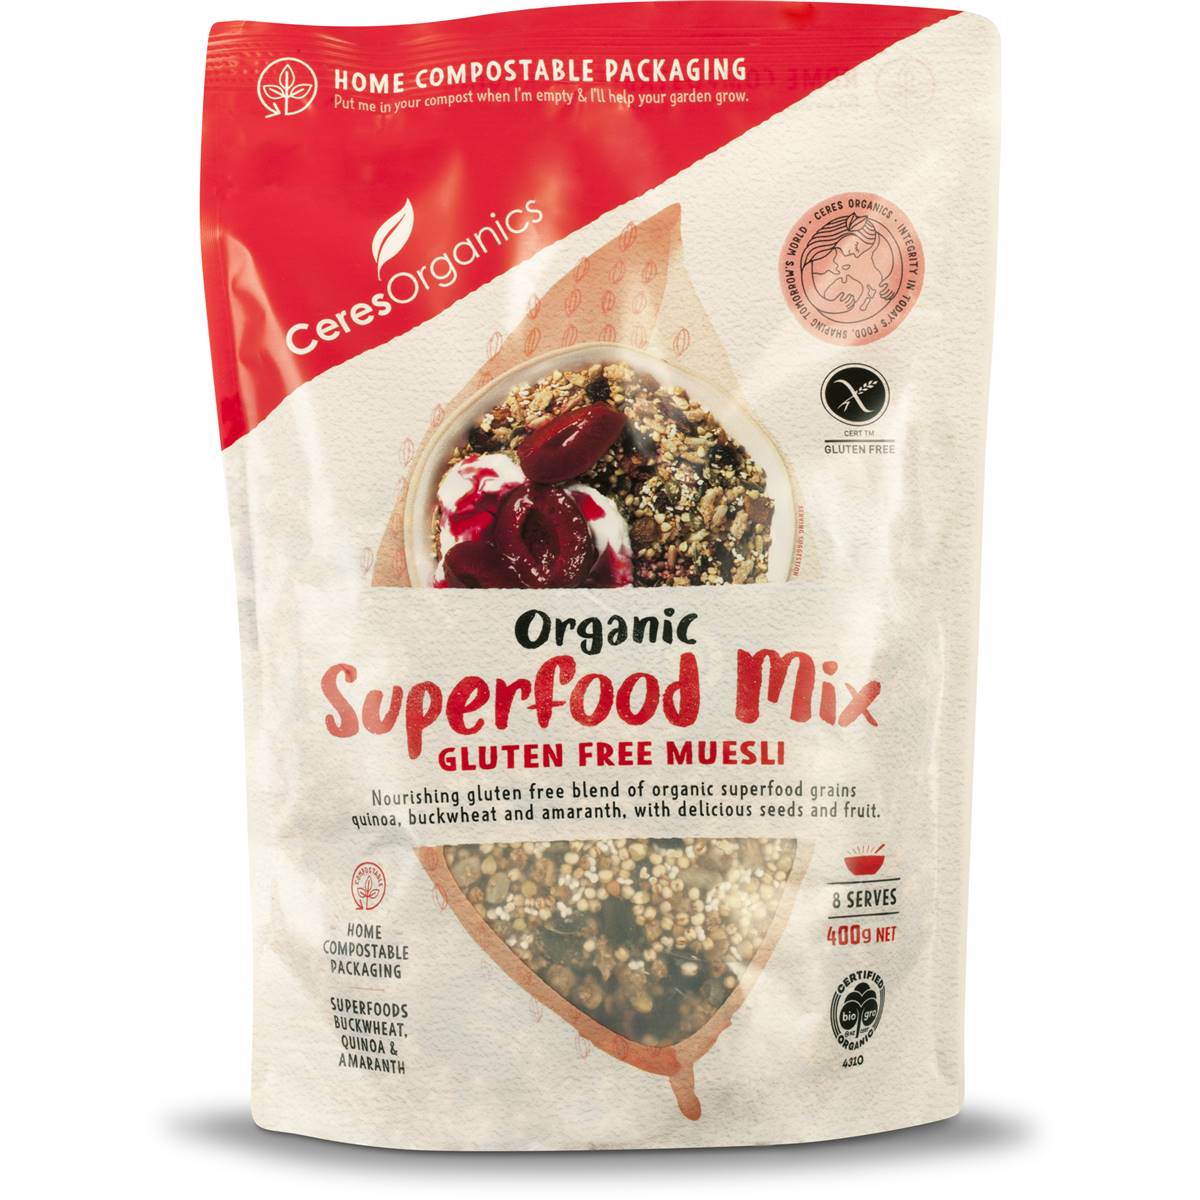 HOME COMPOSTABLE PACKAGING
Put me in your compost when I'm empty & I'll help your garden grow.
CeresOrganics
CERES ORGANICS · INTEGRITY IN TODAY'S FOOD, SHAPING TOMORROW'S WORLD ·
CERT TM
GLUTEN FREE
SERVING SUGGESTION
Organic
Superfood Mix
GLUTEN FREE MUESLI
Nourishing gluten free blend of organic superfood grains
quinoa, buckwheat and amaranth, with delicious seeds and fruit.
COMPOSTABLE
HOME
COMPOSTABLE
PACKAGING
SUPERFOODS
BUCKWHEAT,
QUINOA &
AMARANTH
8 SERVES
400g NET
CERTIFIED
bio gro
ORGANIC
4310